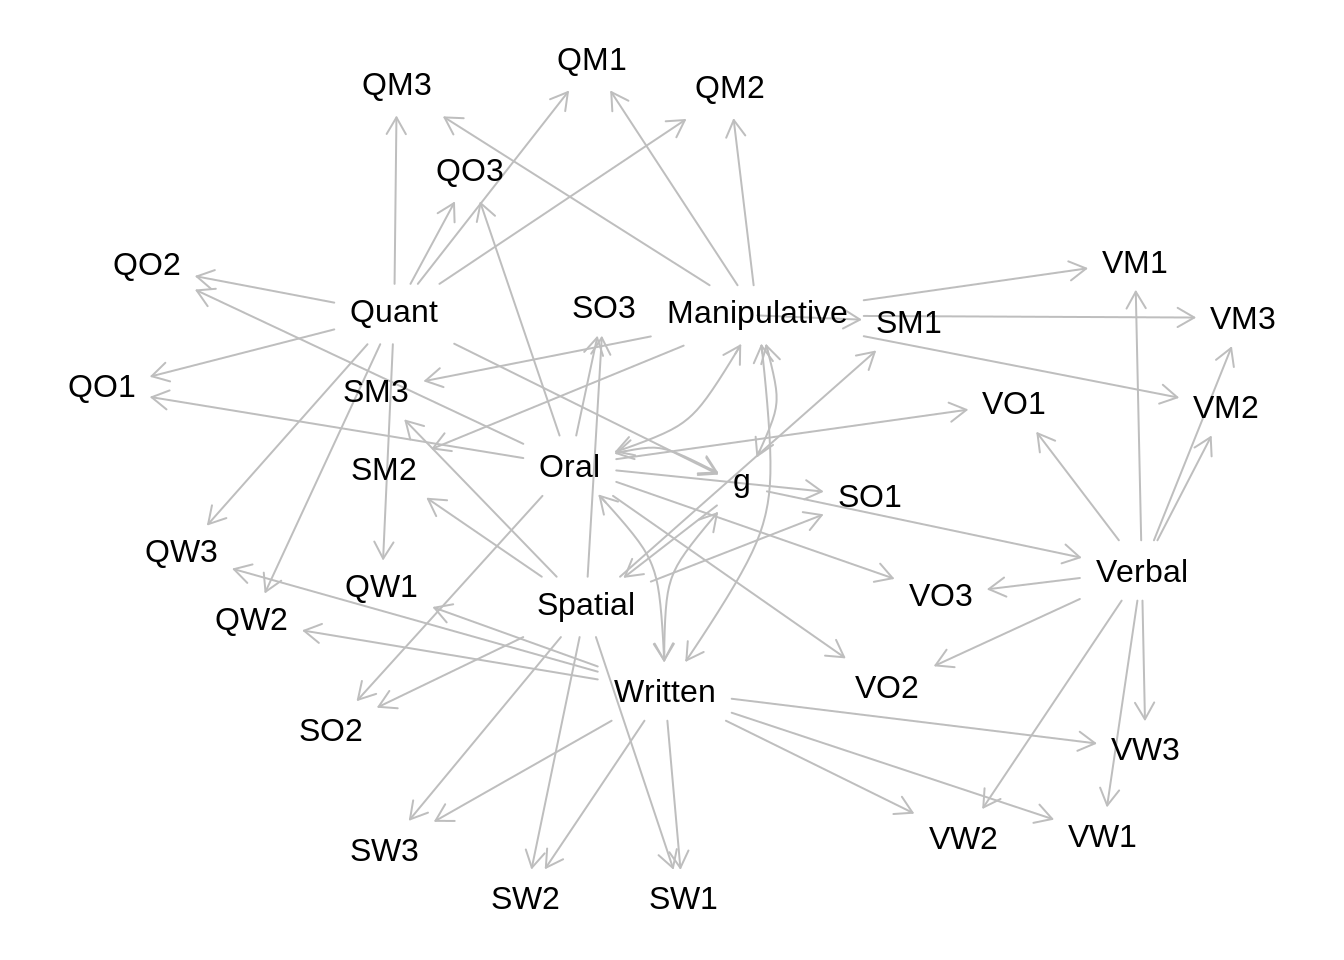 QM1
QM3
QM2
QO3
QO2
VM1
SO3
Quant
Manipulative
SM1
VM3
QO1
SM3
VO1
VM2
Oral
SM2
g
SO1
QW3
Verbal
QW1
VO3
Spatial
QW2
VO2
Written
SO2
VW3
VW1
VW2
SW3
SW2
SW1